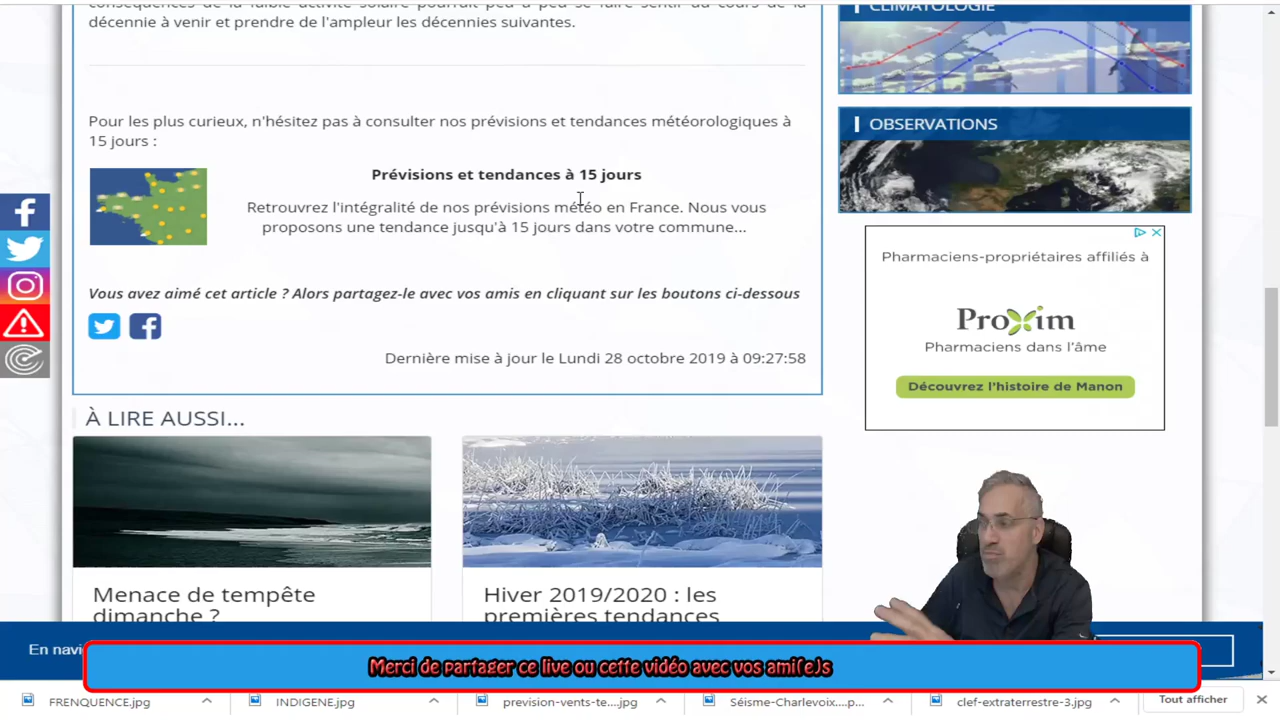 décennie à venir et prendre de l'ampleur les décennies suivantes.
Pour les plus curieux, n'hésitez pas à consulter nos prévisions et tendances météorologiques à
15 jours :
Prévisions et tendances à 15 jours
Retrouvrez l'intégralité de nos prévisions météo en France. Nous vous
proposons une tendance jusqu'à 15 jours dans votre commune...
Vous avez aimé cet article ? Alors partagez-le avec vos amis en cliquant sur les boutons ci-dessous
Dernière mise à jour le Lundi 28 octobre 2019 à 09:27:58
À LIRE AUSSI...
Menace de tempête
dimanche ?
Hiver 2019/2020 : les
premières tendances
CLIMATOLOGIE
OBSERVATIONS
Pharmaciens-propriétaires affiliés à
Proxim
Pharmaciens dans l'âme
Découvrez l'histoire de Manon
En navi
Merci de partager ce live ou cette vidéo avec vos ami(e)s
FRENQUENCE.jpg
INDIGENE.jpg
prevision-vents-te....jpg
Séisme-Charlevoix....p...
clef-extraterrestre-3.jpg
Tout afficher